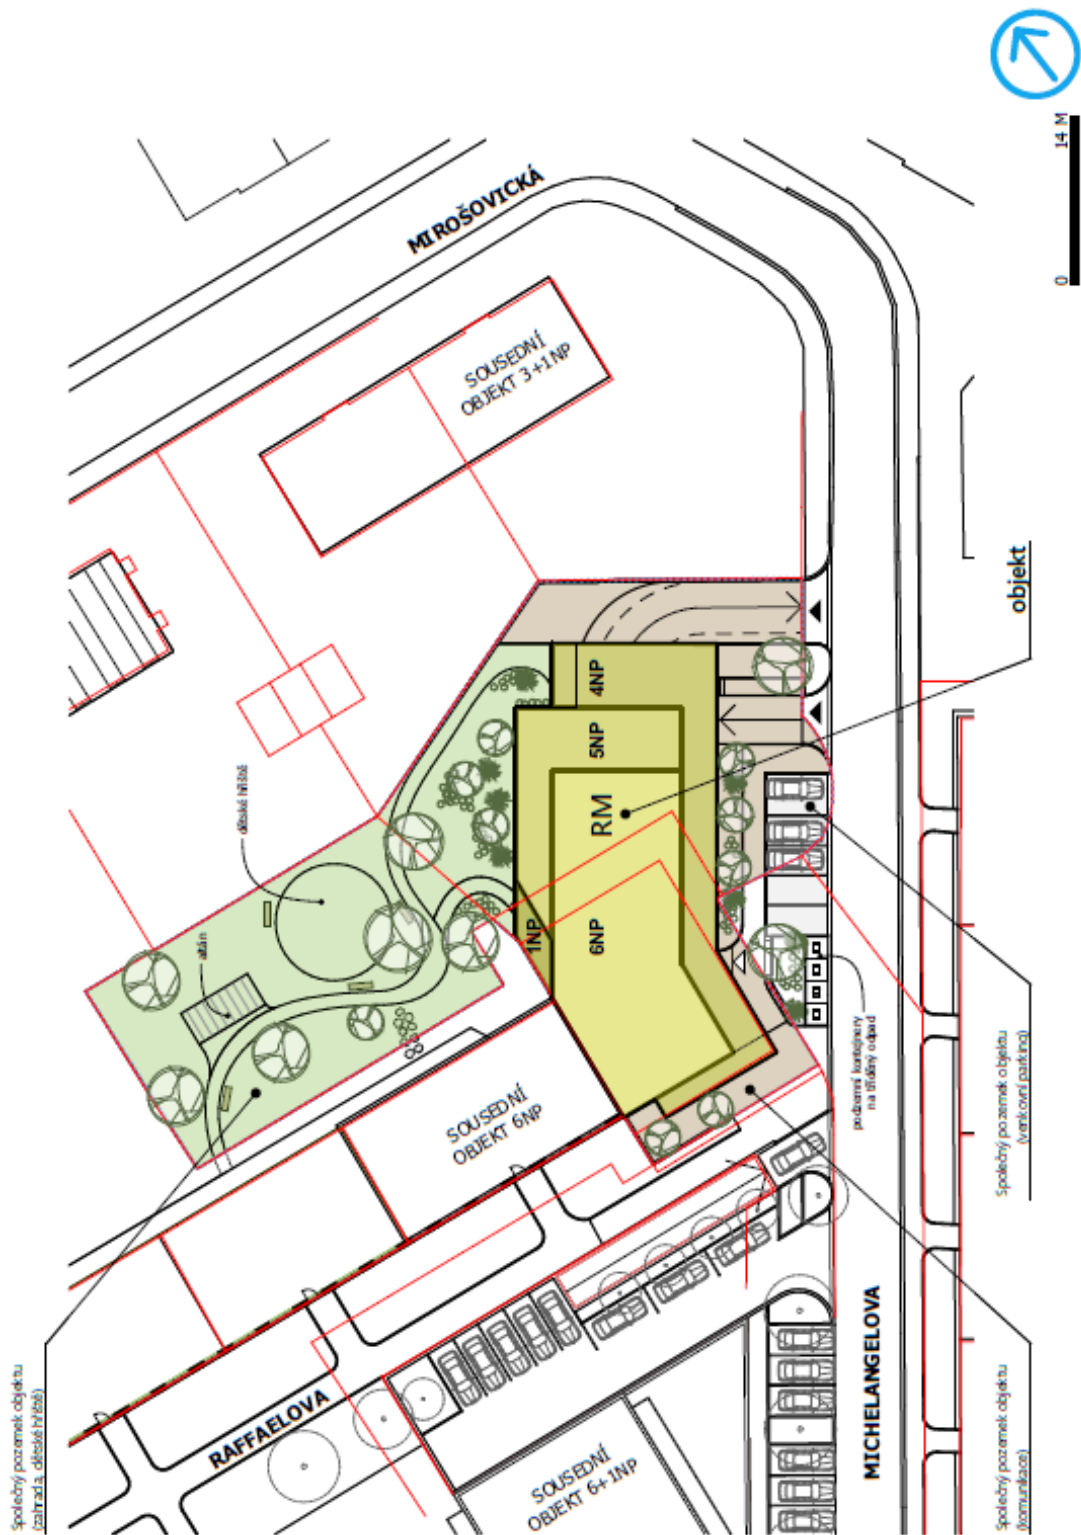 14 M
0
MIROŠOVICKÁ
SOUSEDNÍ
OBJEKT 3+1NP
objekt
4NP
5NP
RM
1NP
6NP
dětské hřiště
altán
SOUSEDNÍ
OBJEKT 6NP
podzemní kontejnery
na tříděný odpad
Společný pozemek objektu
(venkovní parking)
Společný pozemek objektu
(komunikace)
Společný pozemek objektu
(zahrada, dětské hřiště)
RAFFAELOVA
MICHELANGELOVA
SOUSEDNÍ
OBJEKT 6+1NP